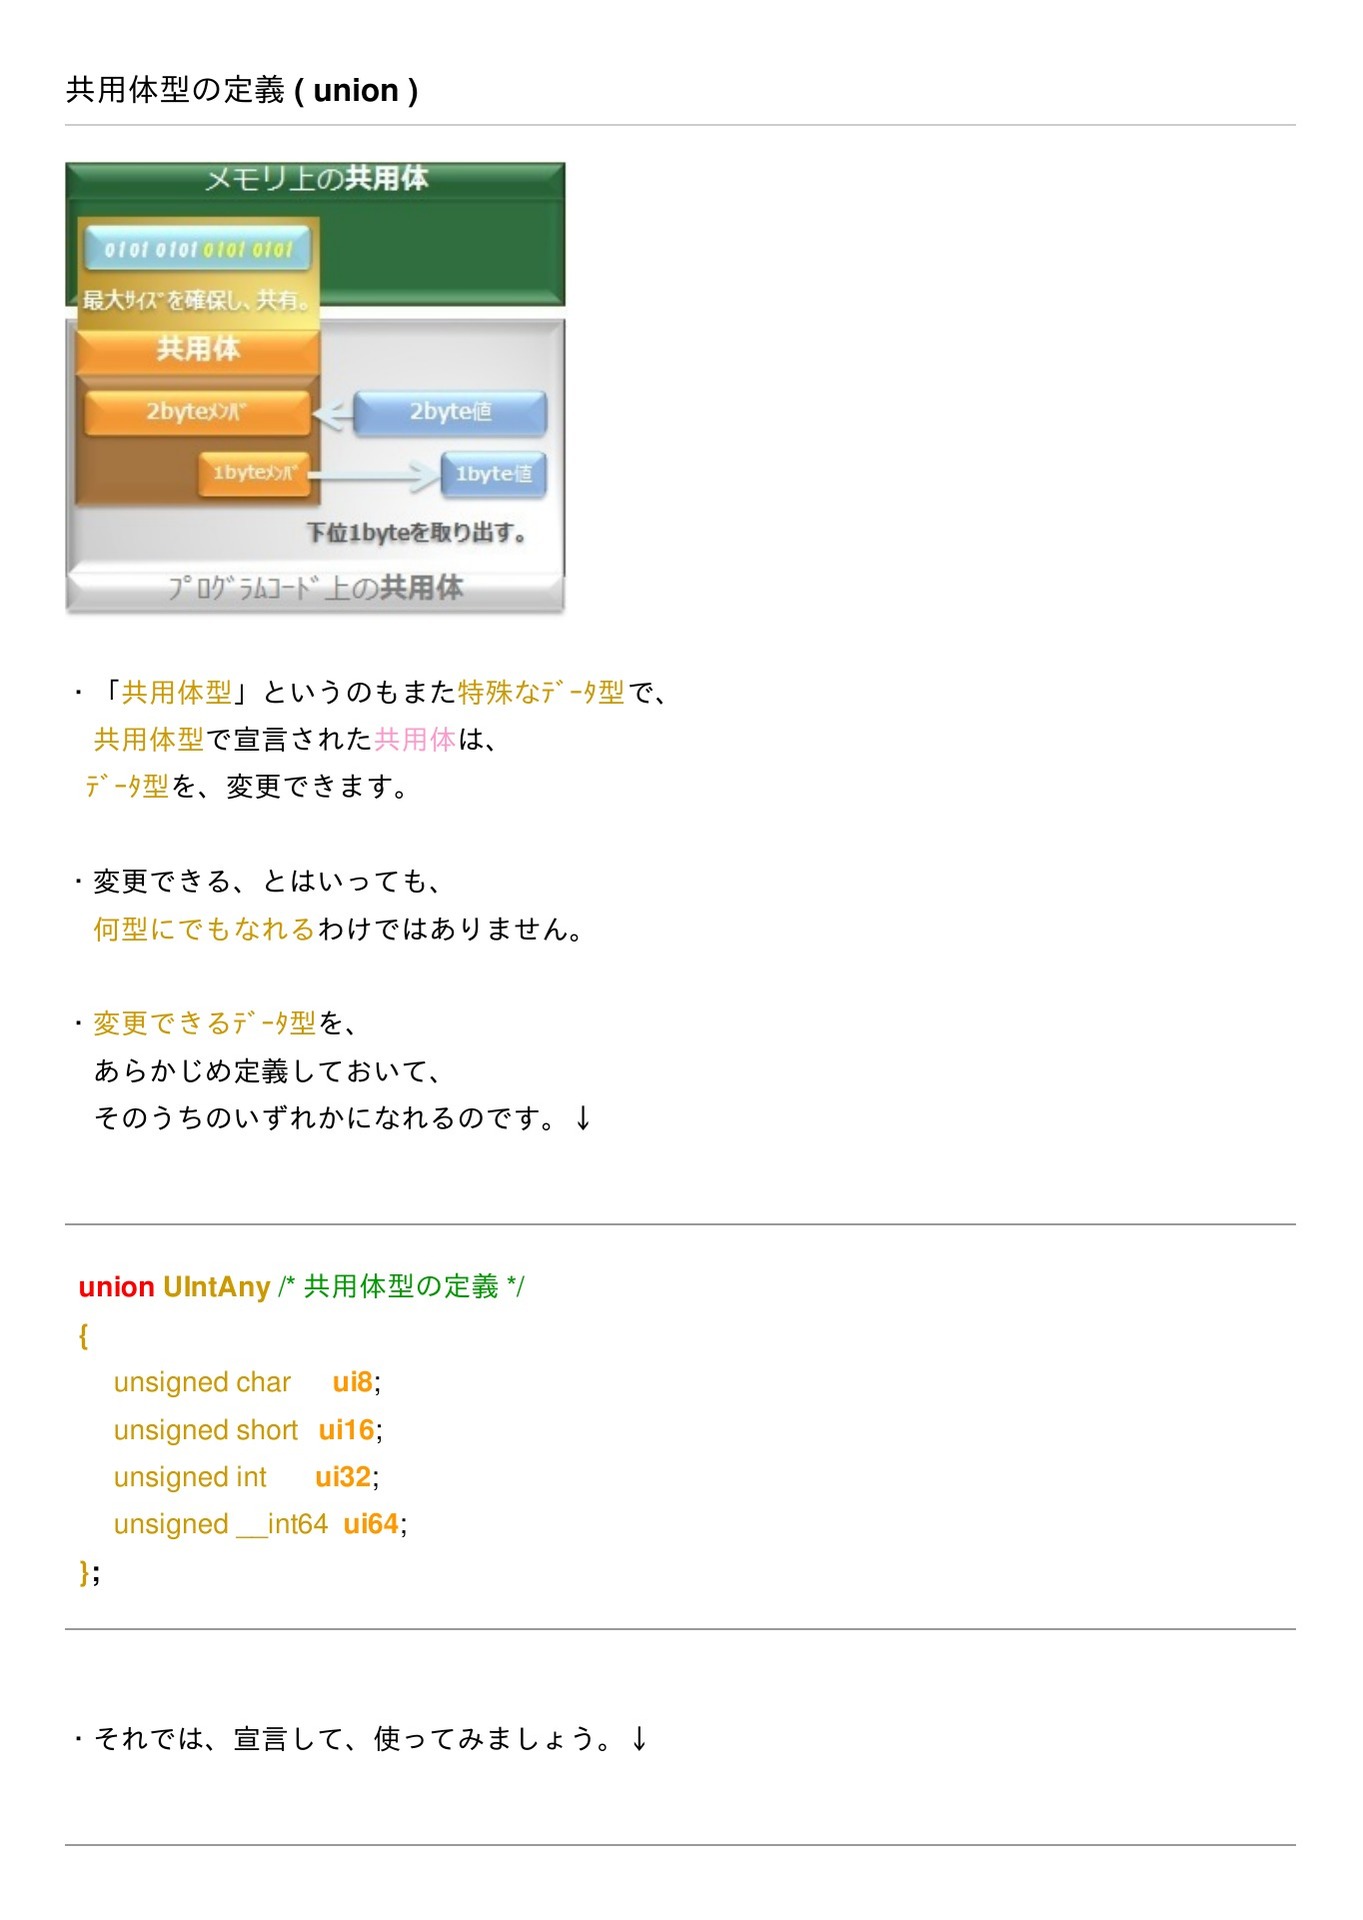 共用体型の定義 ( union )
メモリ上の共用体
0101 0101 0101 0101
最大ｻｲｽﾞを確保し、共有。
共用体
2byteﾒﾝﾊﾞ
2byte値
1byteﾒﾝﾊﾞ
1byte値
下位1byteを取り出す。
ﾌﾟﾛｸﾞﾗﾑｺｰﾄﾞ上の共用体
・「共用体型」というのもまた特殊なﾃﾞｰﾀ型で、
共用体型で宣言された共用体は、
ﾃﾞｰﾀ型を、変更できます。
・変更できる、とはいっても、
何型にでもなれるわけではありません。
・変更できるﾃﾞｰﾀ型を、
あらかじめ定義しておいて、
そのうちのいずれかになれるのです。↓
union UIntAny /* 共用体型の定義 */
{
unsigned char ui8;
unsigned short ui16;
unsigned int ui32;
unsigned __int64 ui64;
};
・それでは、宣言して、使ってみましょう。↓